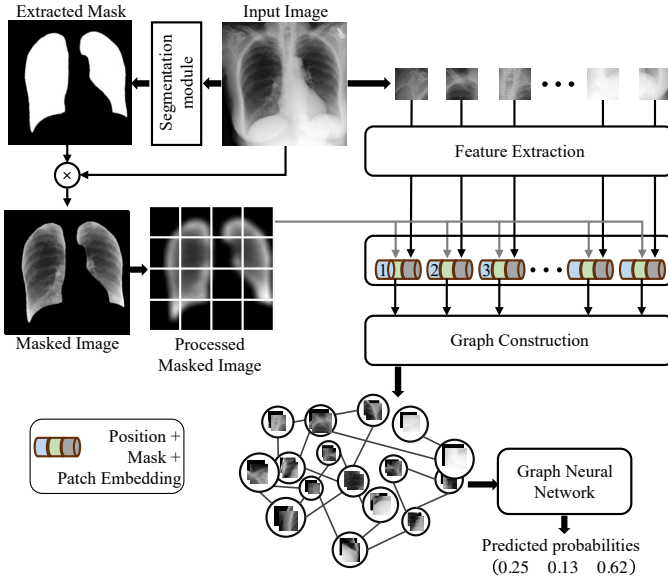 Extracted Mask
Input Image
Segmentation
module
Feature Extraction
×
1
2
3
Masked Image
Processed
Masked Image
Graph Construction
Position +
Mask +
Patch Embedding
Graph Neural
Network
Predicted probabilities
(0.25 0.13 0.62)